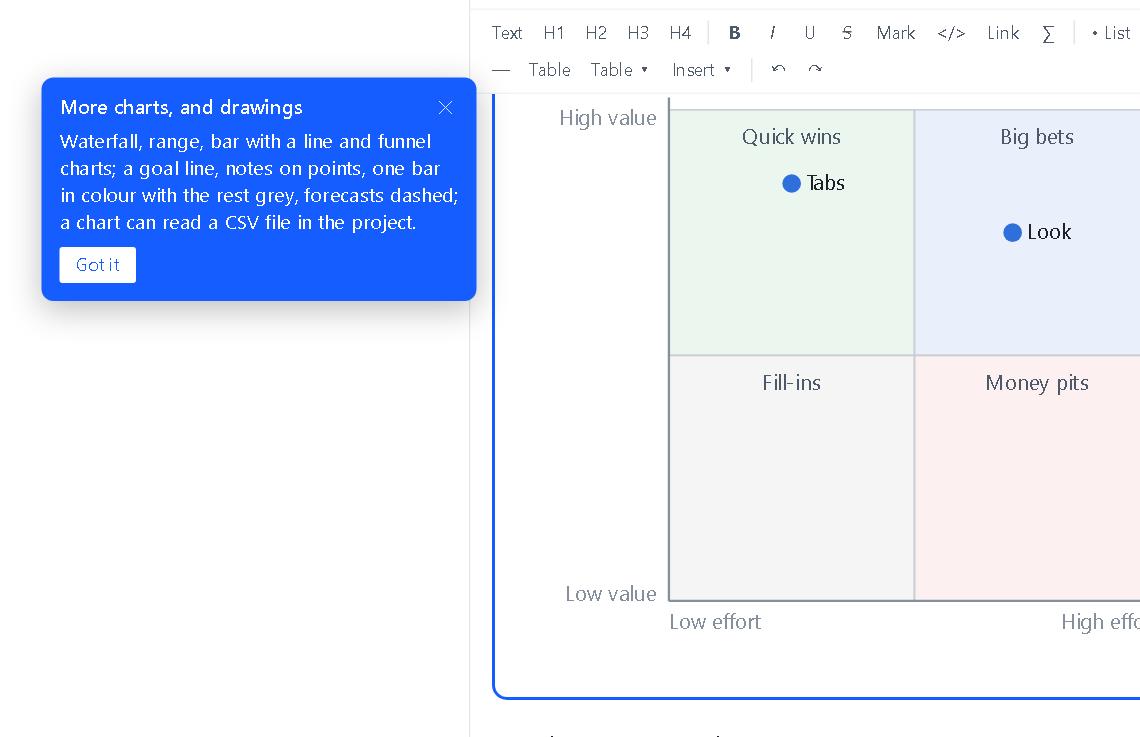 Text H1 H2 H3 H4 B I U S Mark </> Link ∑ • List
— Table Table ▾ Insert ▾
More charts, and drawings
Waterfall, range, bar with a line and funnel
charts; a goal line, notes on points, one bar
in colour with the rest grey, forecasts dashed;
a chart can read a CSV file in the project.
Got it
High value
Quick wins
Big bets
Tabs
Look
Fill-ins
Money pits
Low value
Low effort
High effo